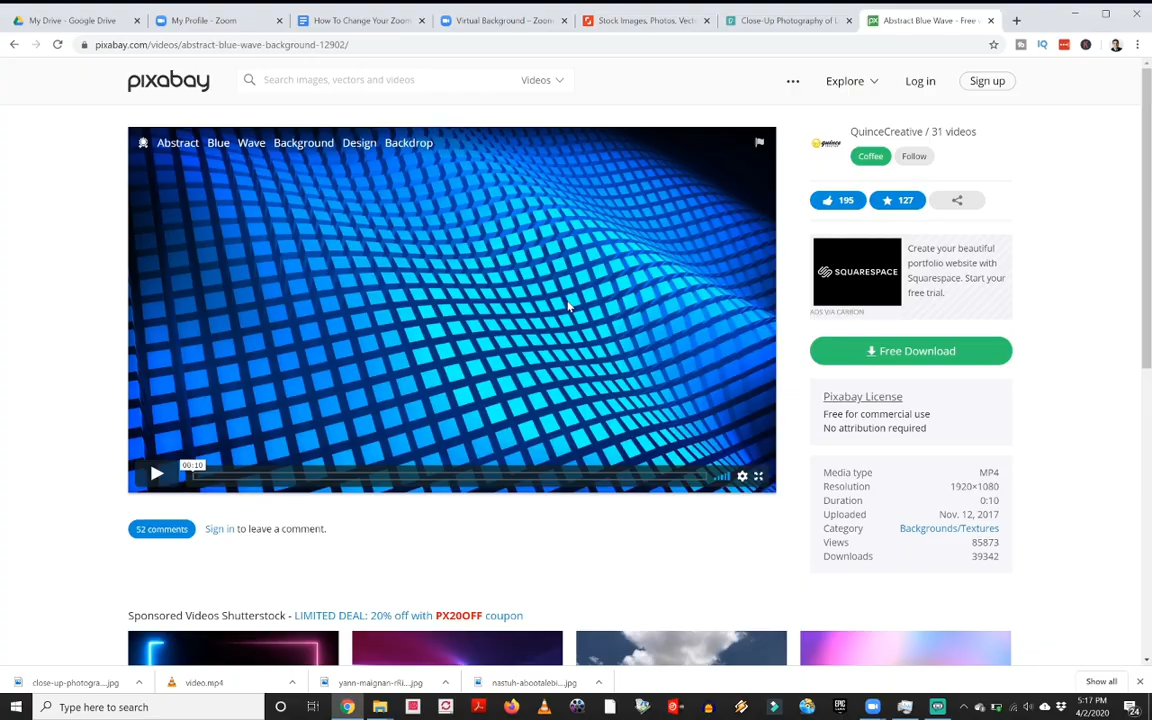 My Drive - Google Drive
My Profile - Zoom
How To Change Your Zoom
Virtual Background – Zoom
Stock Images, Photos, Vect
Close-Up Photography of L
Abstract Blue Wave - Free
pixabay.com/videos/abstract-blue-wave-background-12902/
pixabay
Search images, vectors and videos
Videos
Explore
Log in
Sign up
Abstract Blue Wave Background Design Backdrop
QuinceCreative / 31 videos
Coffee
Follow
195
127
SQUARESPACE
Create your beautiful
portfolio website with
Squarespace. Start your
free trial.
ADS VIA CARBON
Free Download
Pixabay License
Free for commercial use
No attribution required
00:10
Media type MP4
Resolution 1920×1080
Duration 0:10
Uploaded Nov. 12, 2017
Category Backgrounds/Textures
Views 85873
Downloads 39342
52 comments
Sign in to leave a comment.
Sponsored Videos Shutterstock - LIMITED DEAL: 20% off with PX20OFF coupon
close-up-photogra....jpg
video.mp4
yann-maignan-rRi....jpg
nastuh-abootalebi....jpg
Show all
Type here to search
5:17 PM
4/2/2020
24